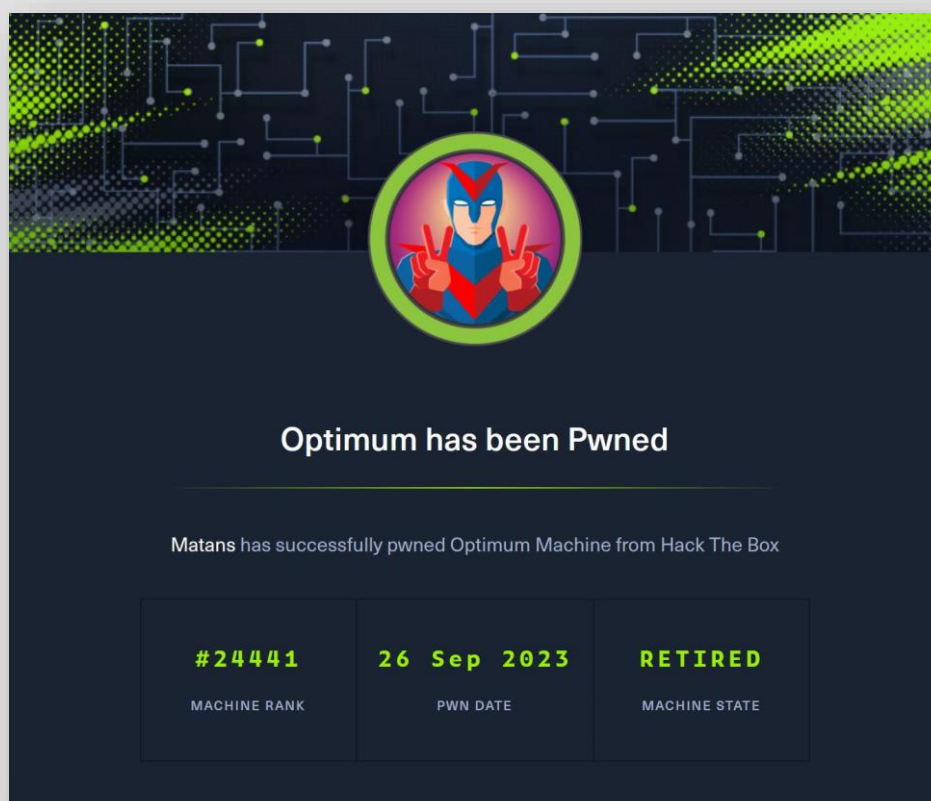 Optimum has been Pwned
Matans has successfully pwned Optimum Machine from Hack The Box
#24441
26 Sep 2023
RETIRED
MACHINE RANK
PWN DATE
MACHINE STATE